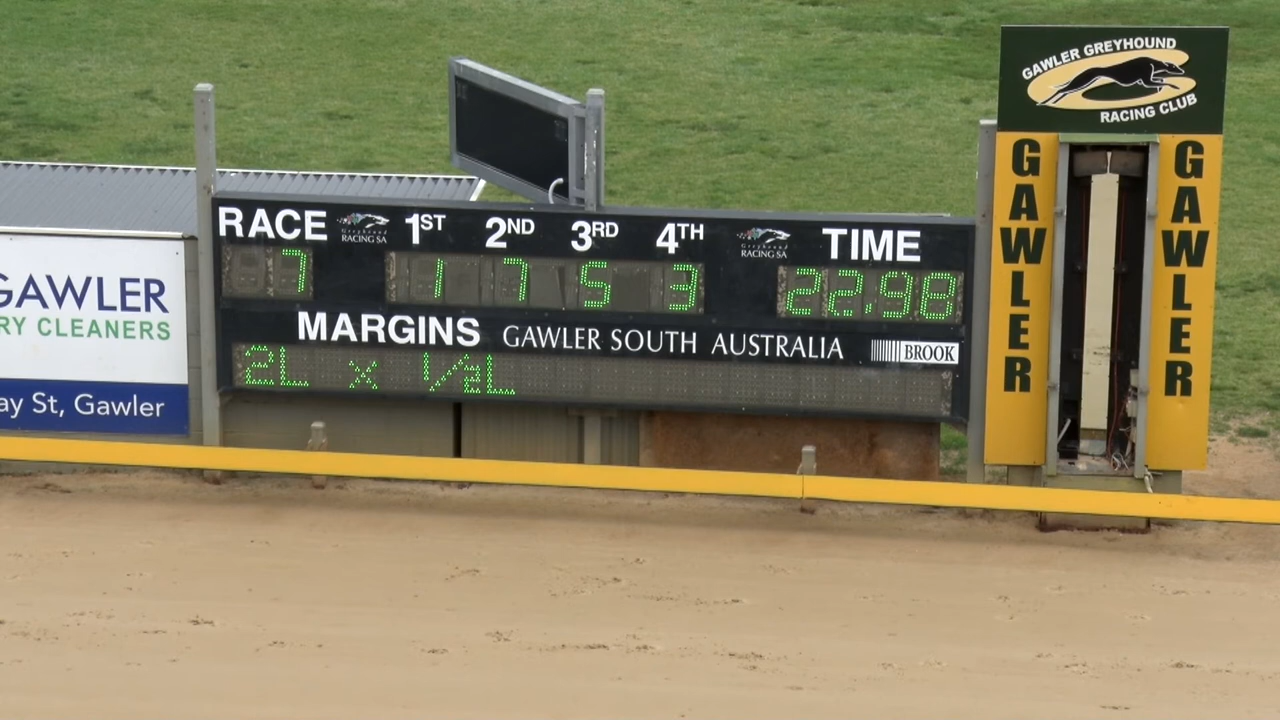 GAWLER GREYHOUND
RACING CLUB
GAWLER
GAWLER
RACE 1ST 2ND 3RD 4TH TIME
Greyhound
RACING SA
Greyhound
RACING SA
7 1 7 5 3 22.98
MARGINS GAWLER SOUTH AUSTRALIA BROOK
2L x 1/2L
GAWLER
RY CLEANERS
ay St, Gawler